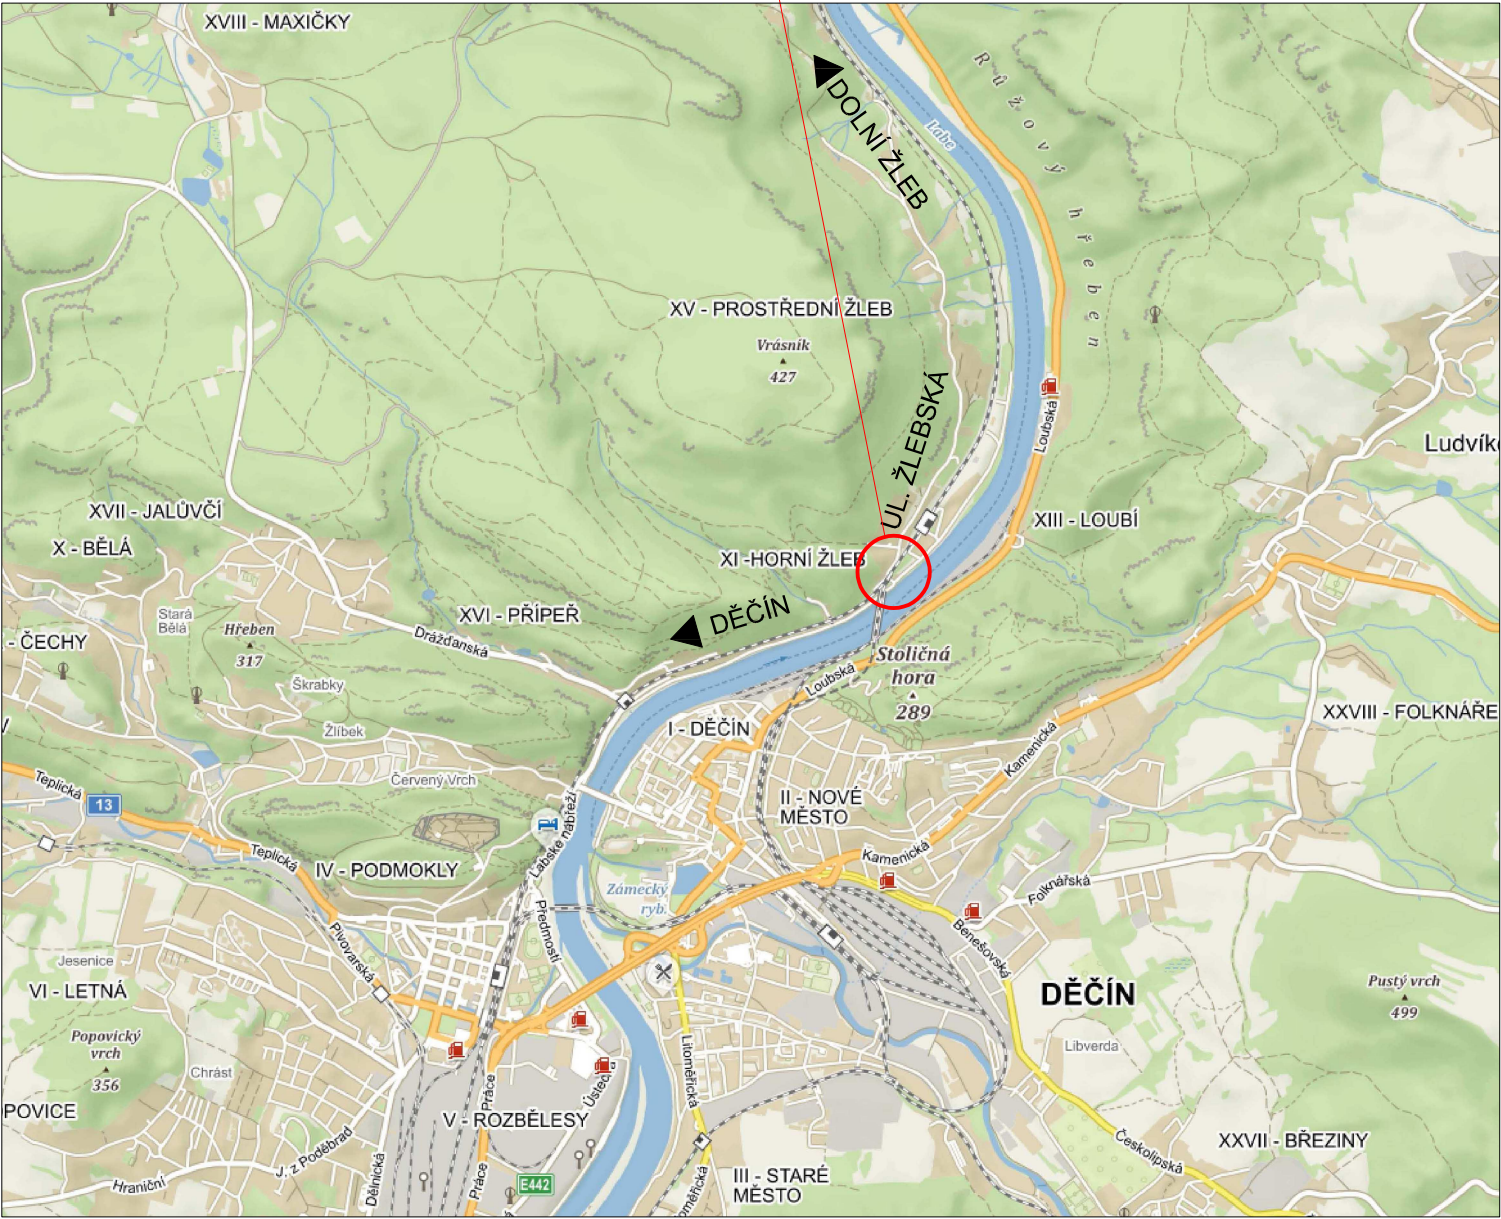 XVIII - MAXIČKY
DOLNÍ ŽLEB
Labe
Růžový hřeben
XV - PROSTŘEDNÍ ŽLEB
Vrásník
427
UL. ŽLEBSKÁ
Loubská
Ludvík
XVII - JALŮVČÍ
X - BĚLÁ
XIII - LOUBÍ
XI -HORNÍ ŽLEB
DĚČÍN
XVI - PŘÍPEŘ
Stará
Bělá
Hřeben
317
- ČECHY
Drážďanská
Škrabky
Stoličná
hora
289
Loubská
XXVIII - FOLKNÁŘE
Žlíbek
I - DĚČÍN
Kamenická
Teplická
13
Červený Vrch
II - NOVÉ
MĚSTO
Labské nábřeží
Teplická
Kamenická
IV - PODMOKLY
Zámecký
ryb.
Folknářská
Předmostí
Pivovarská
Benešovská
Jesenice
VI - LETNÁ
DĚČÍN
Pustý vrch
499
Popovický
vrch
356
Chrást
Litoměřická
Libverda
Ústec
Práce
POVICE
V - ROZBĚLESY
J. z Poděbrad
Českolipská
XXVII - BŘEZINY
Hraniční
Dělnická
Práce
E442
III - STARÉ
MĚSTO
oměřická